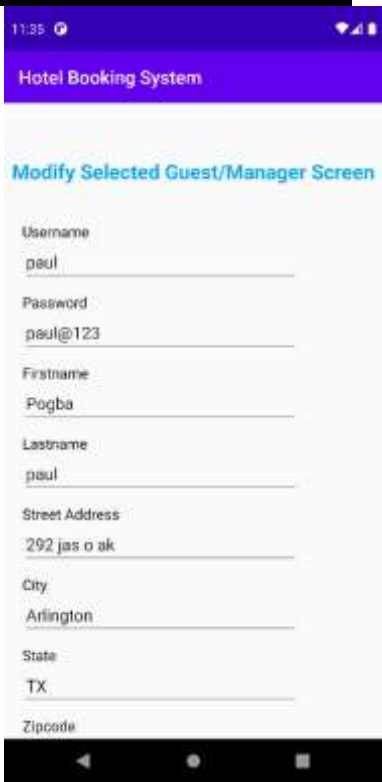 11:35
Hotel Booking System
Modify Selected Guest/Manager Screen
Username
paul
Password
paul@123
Firstname
Pogba
Lastname
paul
Street Address
292 jas o ak
City
Arlington
State
TX
Zipcode